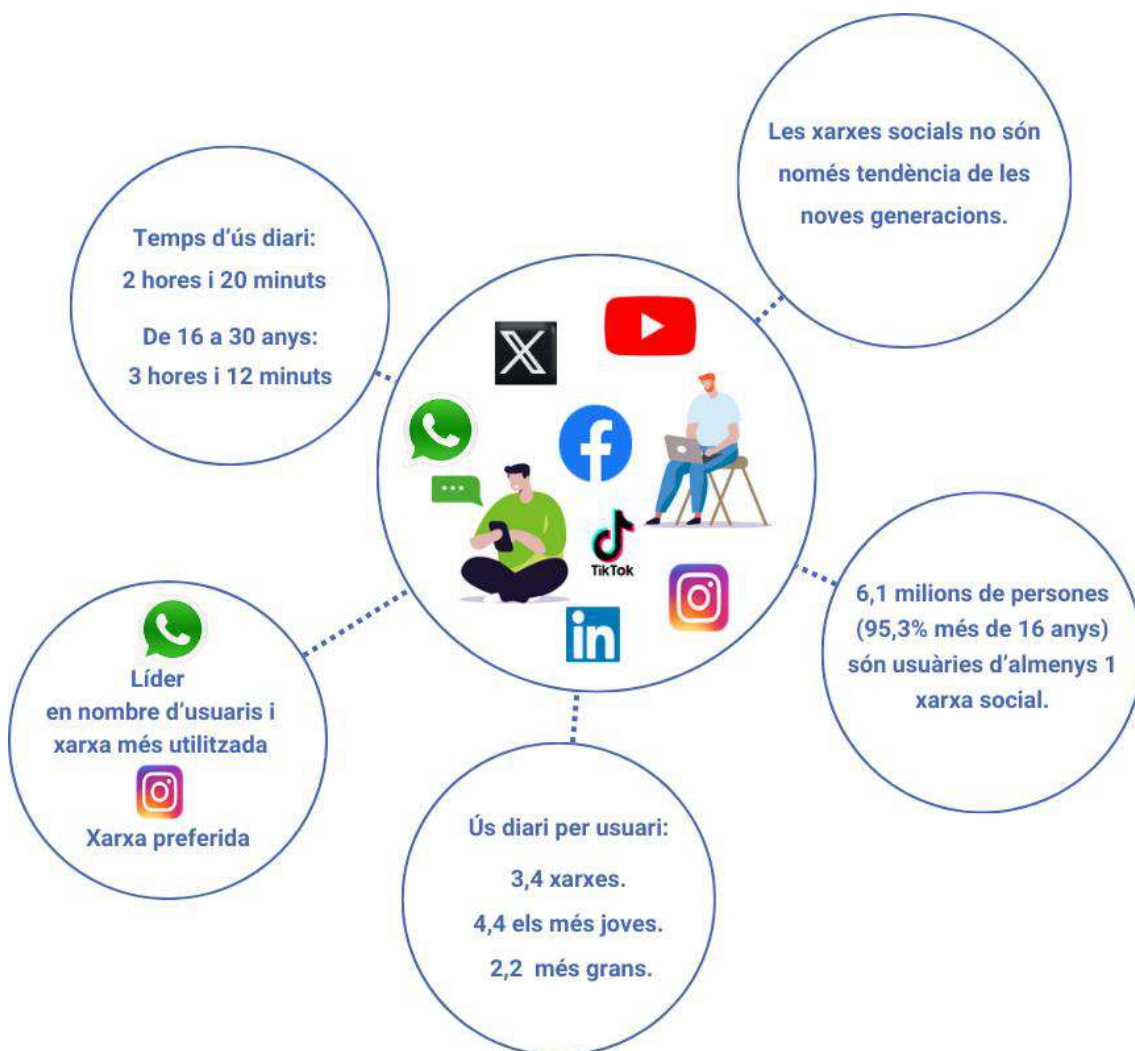 Les xarxes socials no són
només tendència de les
noves generacions.
Temps d'ús diari:
2 hores i 20 minuts
De 16 a 30 anys:
3 hores i 12 minuts
TikTok
in
6,1 milions de persones
(95,3% més de 16 anys)
són usuàries d'almenys 1
xarxa social.
Líder
en nombre d'usuaris i
xarxa més utilitzada
Xarxa preferida
Ús diari per usuari:
3,4 xarxes.
4,4 els més joves.
2,2 més grans.